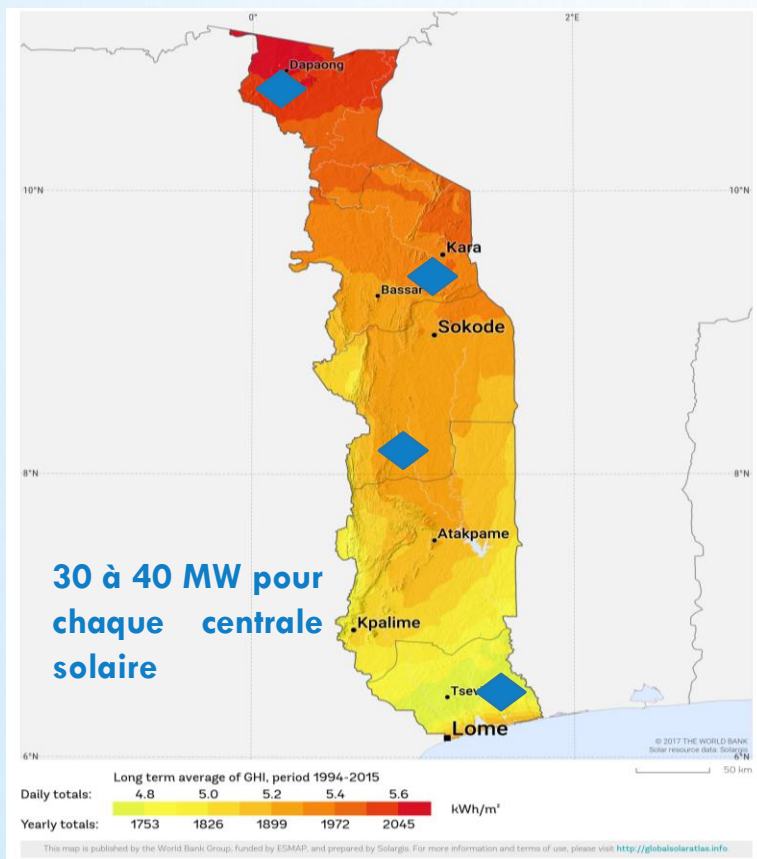 0° 2°E
Dapaong
10°N 10°N
Kara
Bassar
Sokode
8°N 8°N
Atakpame
30 à 40 MW pour
chaque centrale
solaire
Kpalime
Tsev
Lome
© 2017 THE WORLD BANK
Solar resource data: Solargis
6°N 6°N
50 km
Long term average of GHI, period 1994-2015
Daily totals: 4.8 5.0 5.2 5.4 5.6
kWh/m²
Yearly totals: 1753 1826 1899 1972 2045
This map is published by the World Bank Group, funded by ESMAP, and prepared by Solargis. For more information and terms of use, please visit http://globalsolaratlas.info.